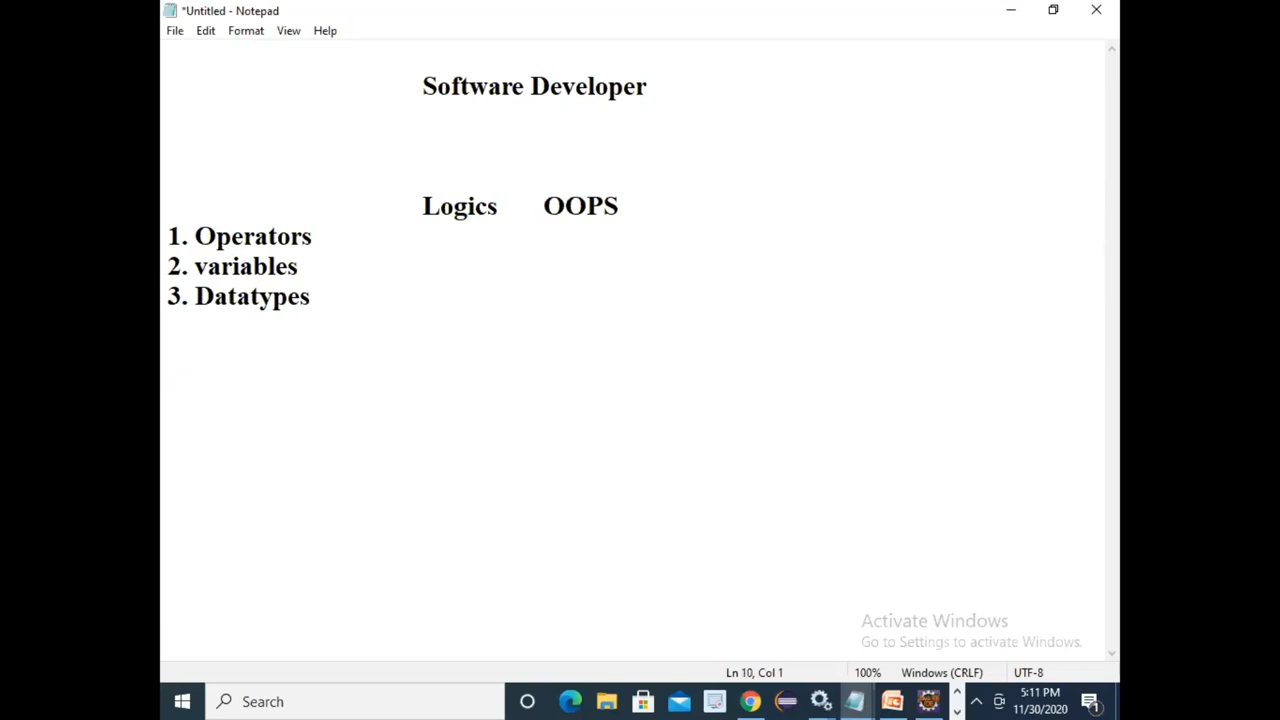 *Untitled - Notepad
File Edit Format View Help
Software Developer
Logics OOPS
1. Operators
2. variables
3. Datatypes
Activate Windows
Go to Settings to activate Windows.
Ln 10, Col 1 100% Windows (CRLF) UTF-8
Search
5:11 PM
11/30/2020
1